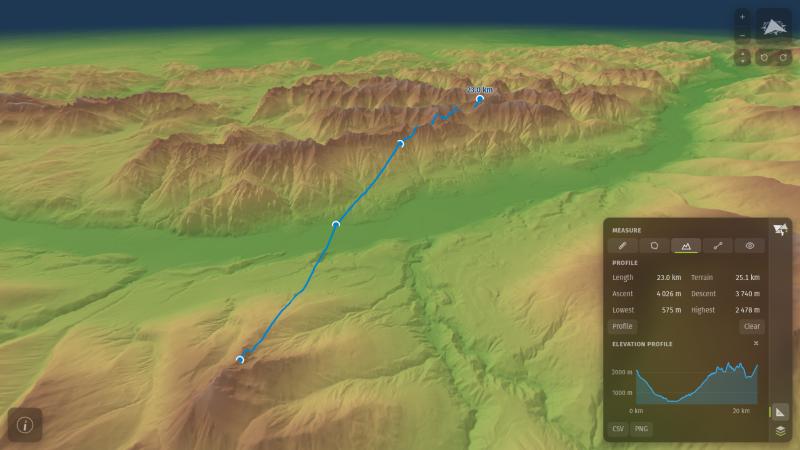 23.0 km
MEASURE
PROFILE
Length 23.0 km Terrain 25.1 km
Ascent 4 026 m Descent 3 740 m
Lowest 575 m Highest 2 478 m
Profile Clear
ELEVATION PROFILE ×
2000 m
1000 m
0 km 20 km
CSV PNG